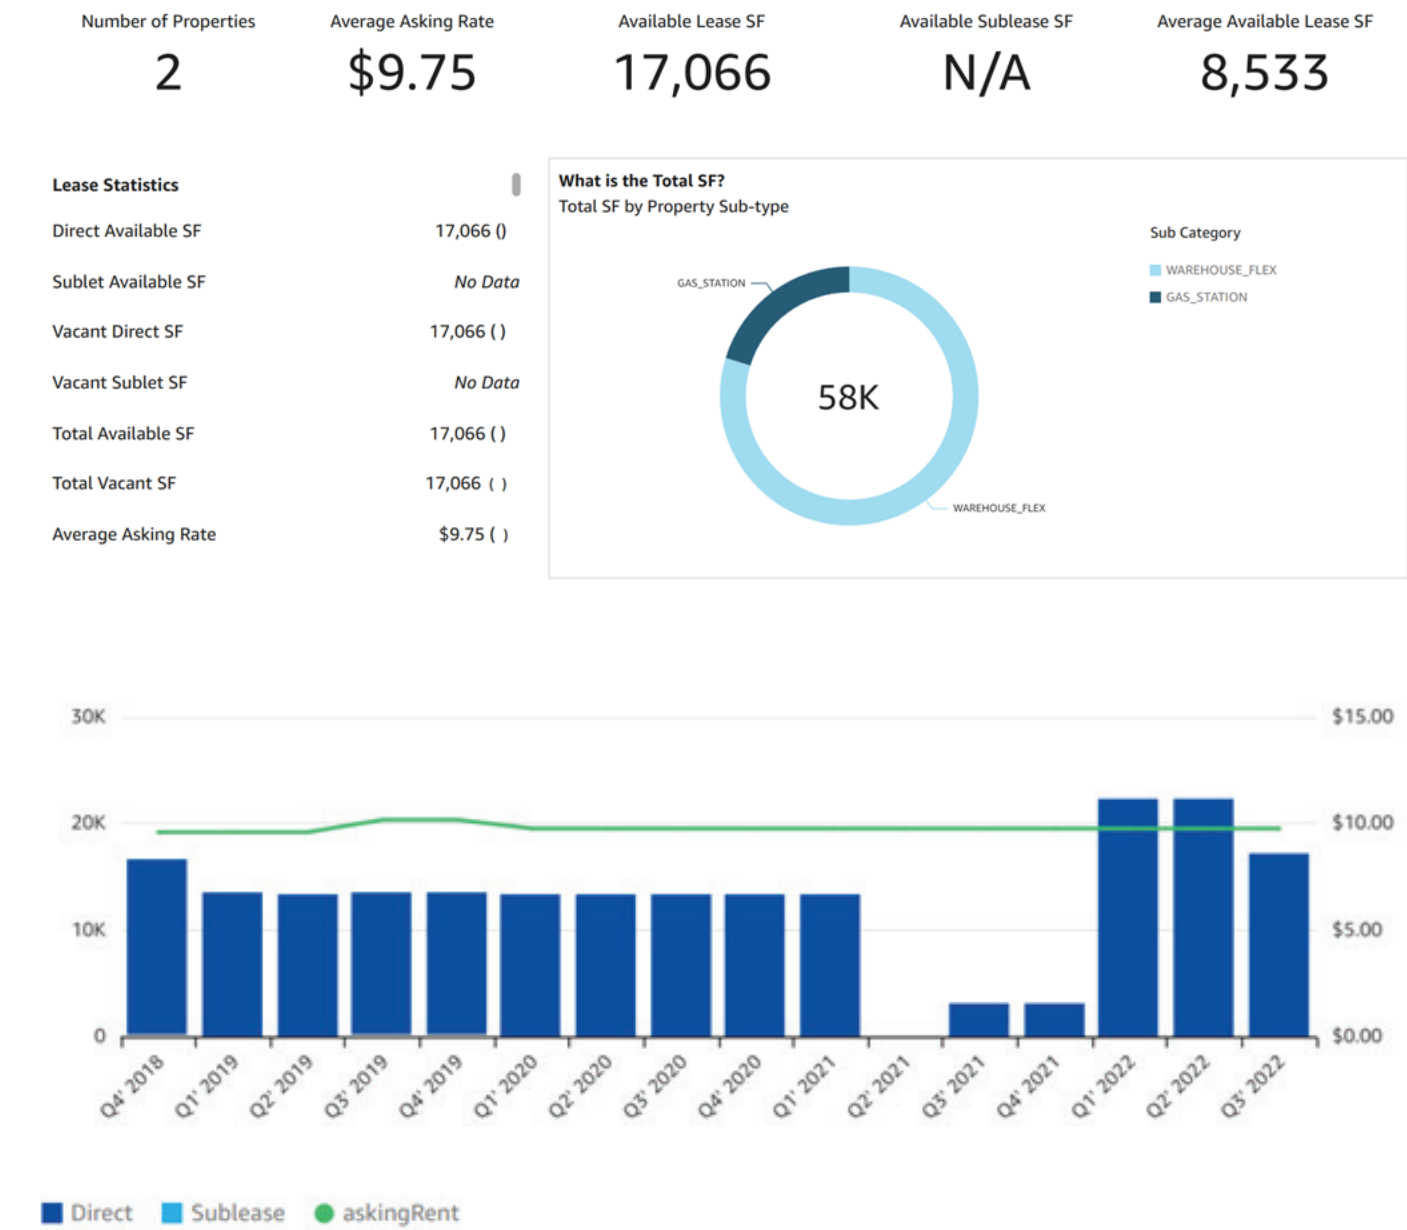 Number of Properties
2
Average Asking Rate
$9.75
Available Lease SF
17,066
Available Sublease SF
N/A
Average Available Lease SF
8,533
Lease Statistics
Direct Available SF 17,066 ()
Sublet Available SF No Data
Vacant Direct SF 17,066 ( )
Vacant Sublet SF No Data
Total Available SF 17,066 ( )
Total Vacant SF 17,066 ( )
Average Asking Rate $9.75 ( )
What is the Total SF?
Total SF by Property Sub-type
GAS_STATION
58K
WAREHOUSE_FLEX
Sub Category
WAREHOUSE_FLEX
GAS_STATION
30K
20K
10K
0
$15.00
$10.00
$5.00
$0.00
Q4' 2018
Q1' 2019
Q2' 2019
Q3' 2019
Q4' 2019
Q1' 2020
Q2' 2020
Q3' 2020
Q4' 2020
Q1' 2021
Q2' 2021
Q3' 2021
Q4' 2021
Q1' 2022
Q2' 2022
Q3' 2022
Direct Sublease askingRent